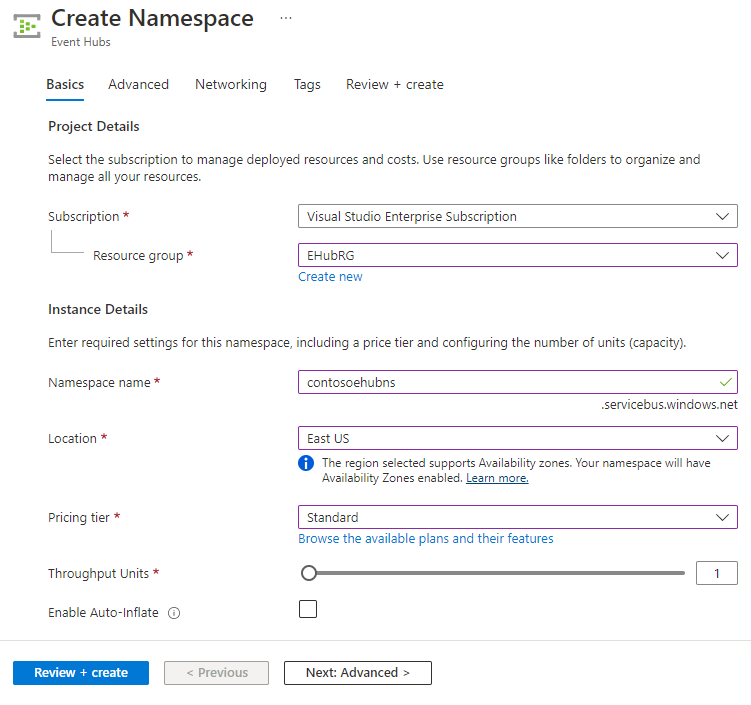 Create Namespace ...
Event Hubs
Basics Advanced Networking Tags Review + create
Project Details
Select the subscription to manage deployed resources and costs. Use resource groups like folders to organize and
manage all your resources.
Subscription * Visual Studio Enterprise Subscription
Resource group * EHubRG
Create new
Instance Details
Enter required settings for this namespace, including a price tier and configuring the number of units (capacity).
Namespace name * contosoehubns
.servicebus.windows.net
Location * East US
The region selected supports Availability zones. Your namespace will have
Availability Zones enabled. Learn more.
Pricing tier * Standard
Browse the available plans and their features
Throughput Units * 1
Enable Auto-Inflate
Review + create < Previous Next: Advanced >